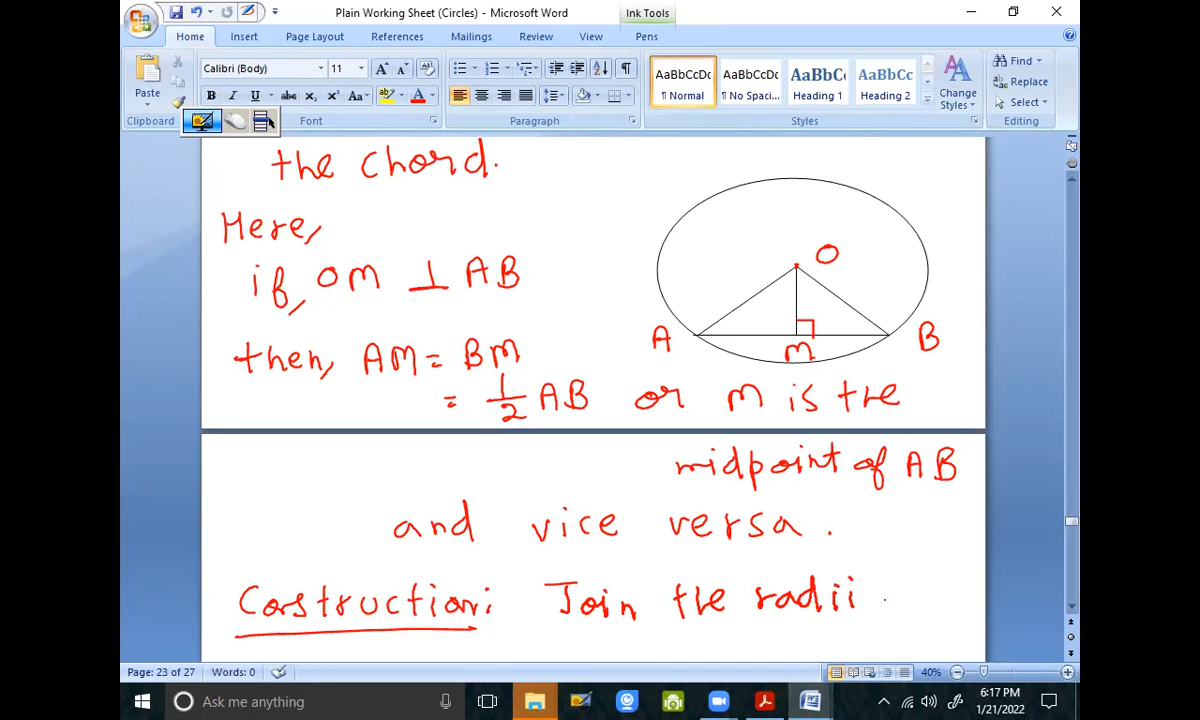 Plain Working Sheet (Circles) - Microsoft Word
Ink Tools
Home Insert Page Layout References Mailings Review View Pens
Paste
Calibri (Body) 11
AaBbCcDc AaBbCcDc AaBbC AaBbCc
¶ Normal ¶ No Spaci... Heading 1 Heading 2
Change Styles
Find
Replace
Select
Clipboard Font Paragraph Styles Editing
the chord.
Here,
if, OM ⊥ AB
then, AM = BM
= 1/2 AB or M is the
midpoint of AB
and vice versa.
Construction: Join the radii
O
A
M
B
Page: 23 of 27 Words: 0 40%
Ask me anything
6:17 PM
1/21/2022